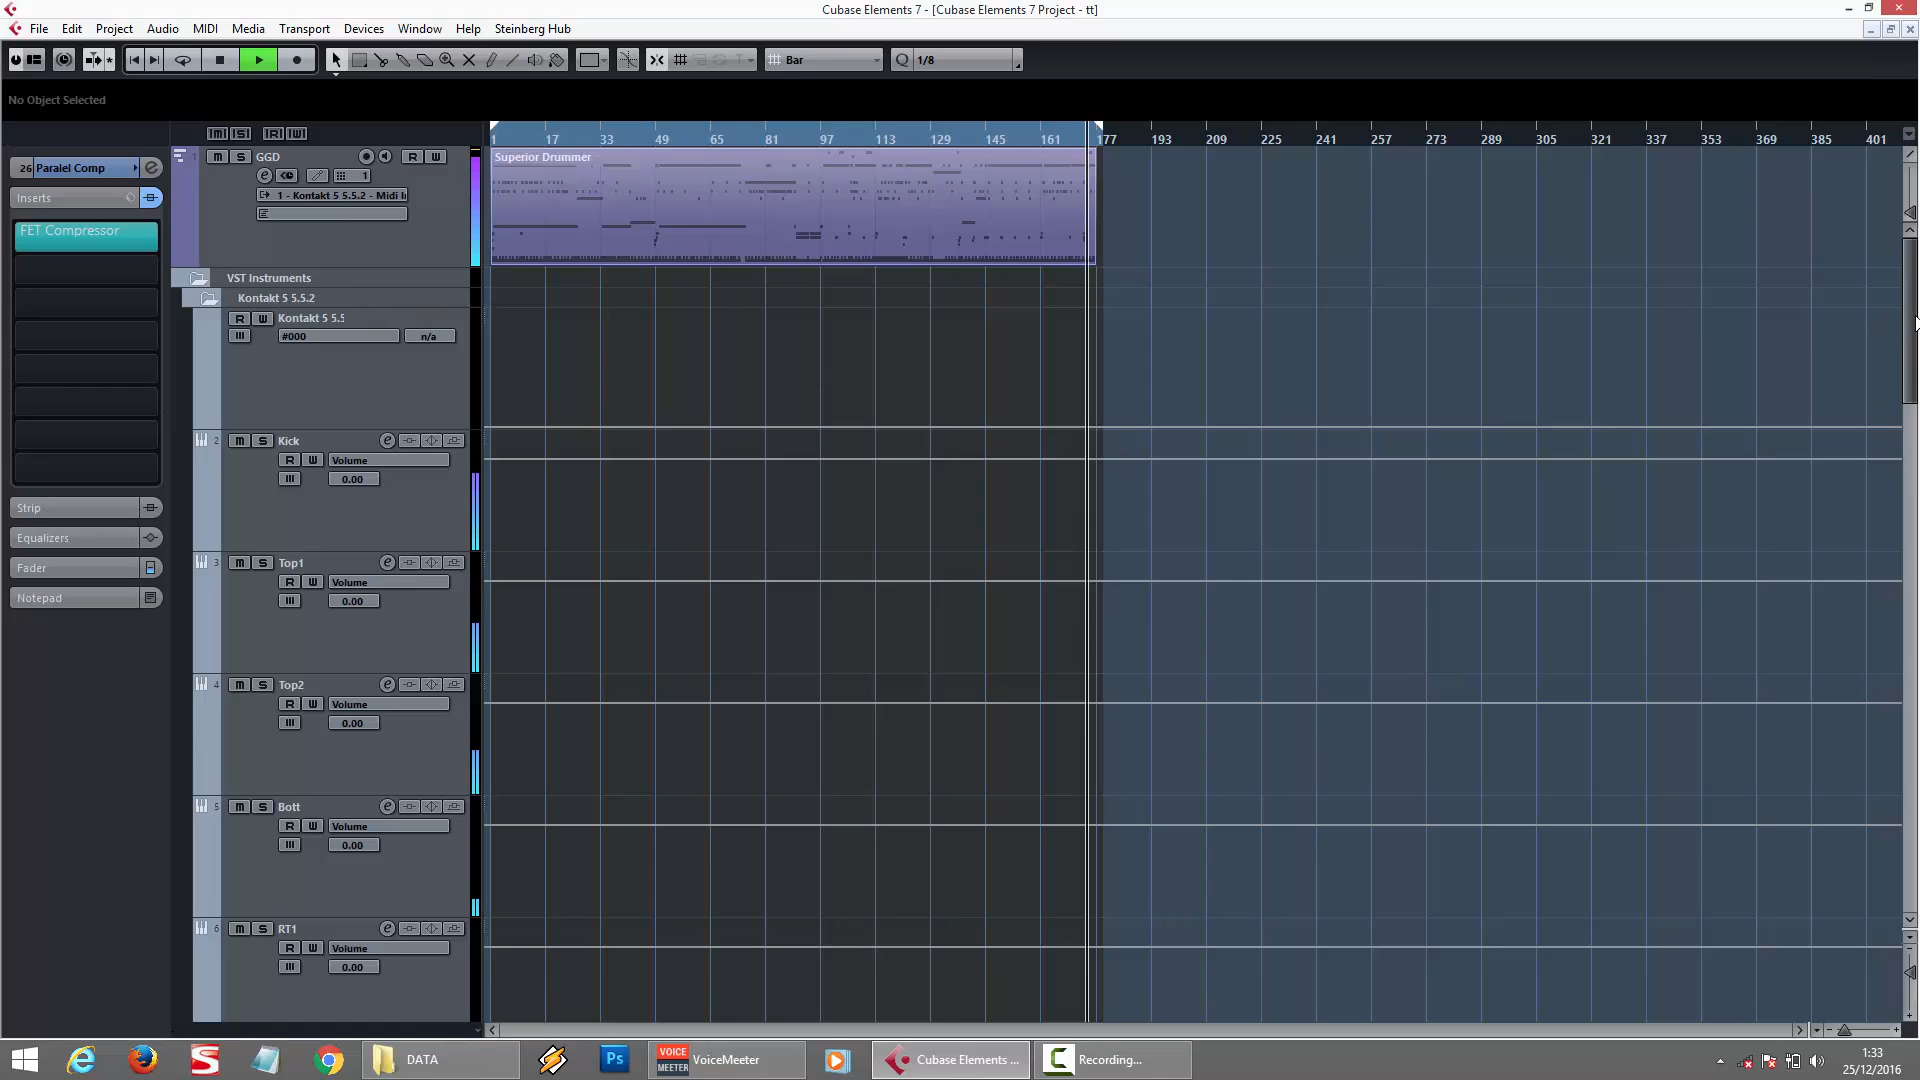 Cubase Elements 7 - [Cubase Elements 7 Project - tt]
File Edit Project Audio MIDI Media Transport Devices Window Help Steinberg Hub
Bar
Q 1/8
No Object Selected
1 17 33 49 65 81 97 113 129 145 161 177 193 209 225 241 257 273 289 305 321 337 353 369 385 401
26 Paralel Comp
Inserts
FET Compressor
Strip
Equalizers
Fader
Notepad
M S R W
1 m S GGD R W
e 1
1 - Kontakt 5 5.5.2 - Midi I
Superior Drummer
VST Instruments
Kontakt 5 5.5.2
R W Kontakt 5 5.5
#000 n/a
2 m S Kick e
R W Volume
0.00
3 m S Top1 e
R W Volume
0.00
4 m S Top2 e
R W Volume
0.00
5 m S Bott e
R W Volume
0.00
6 m S RT1 e
R W Volume
0.00
DATA
Ps
VOICE MEETER VoiceMeeter
Cubase Elements ...
Recording...
1:33
25/12/2016